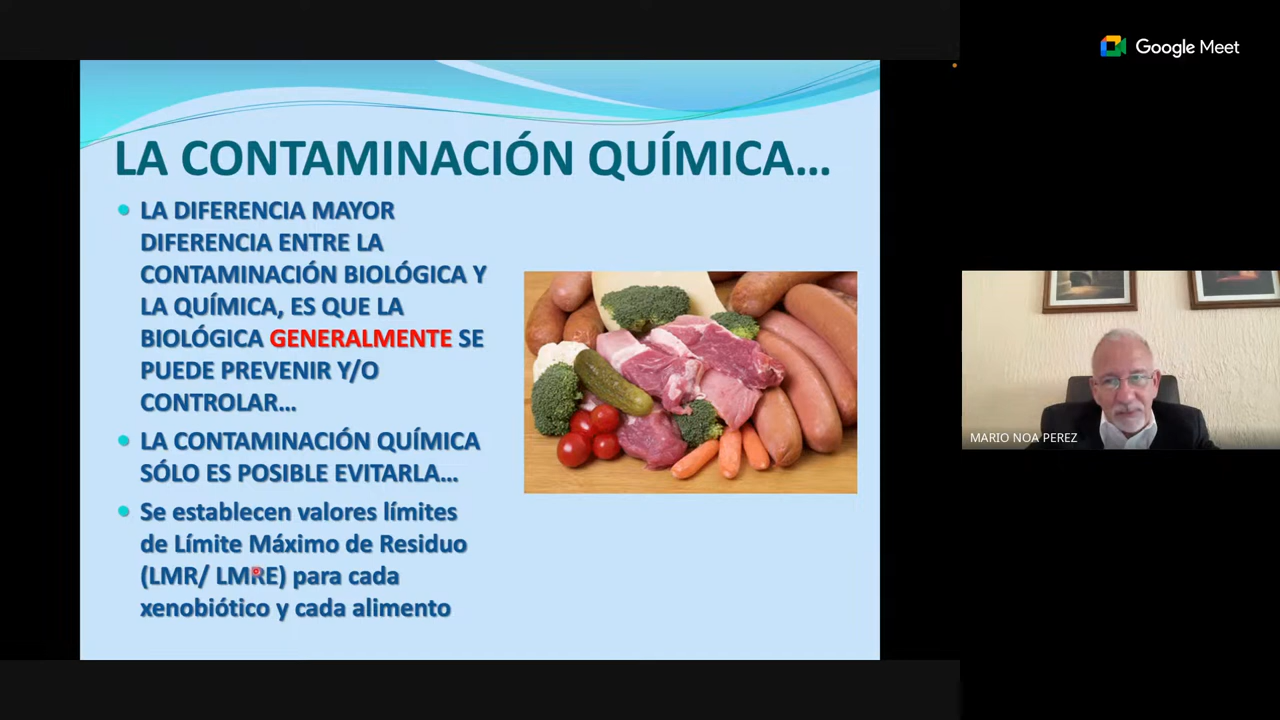 Google Meet
LA CONTAMINACIÓN QUÍMICA...
LA DIFERENCIA MAYOR
DIFERENCIA ENTRE LA
CONTAMINACIÓN BIOLÓGICA Y
LA QUÍMICA, ES QUE LA
BIOLÓGICA GENERALMENTE SE
PUEDE PREVENIR Y/O
CONTROLAR...
LA CONTAMINACIÓN QUÍMICA
SÓLO ES POSIBLE EVITARLA...
Se establecen valores límites
de Límite Máximo de Residuo
(LMR/ LMRE) para cada
xenobiótico y cada alimento
MARIO NOA PEREZ